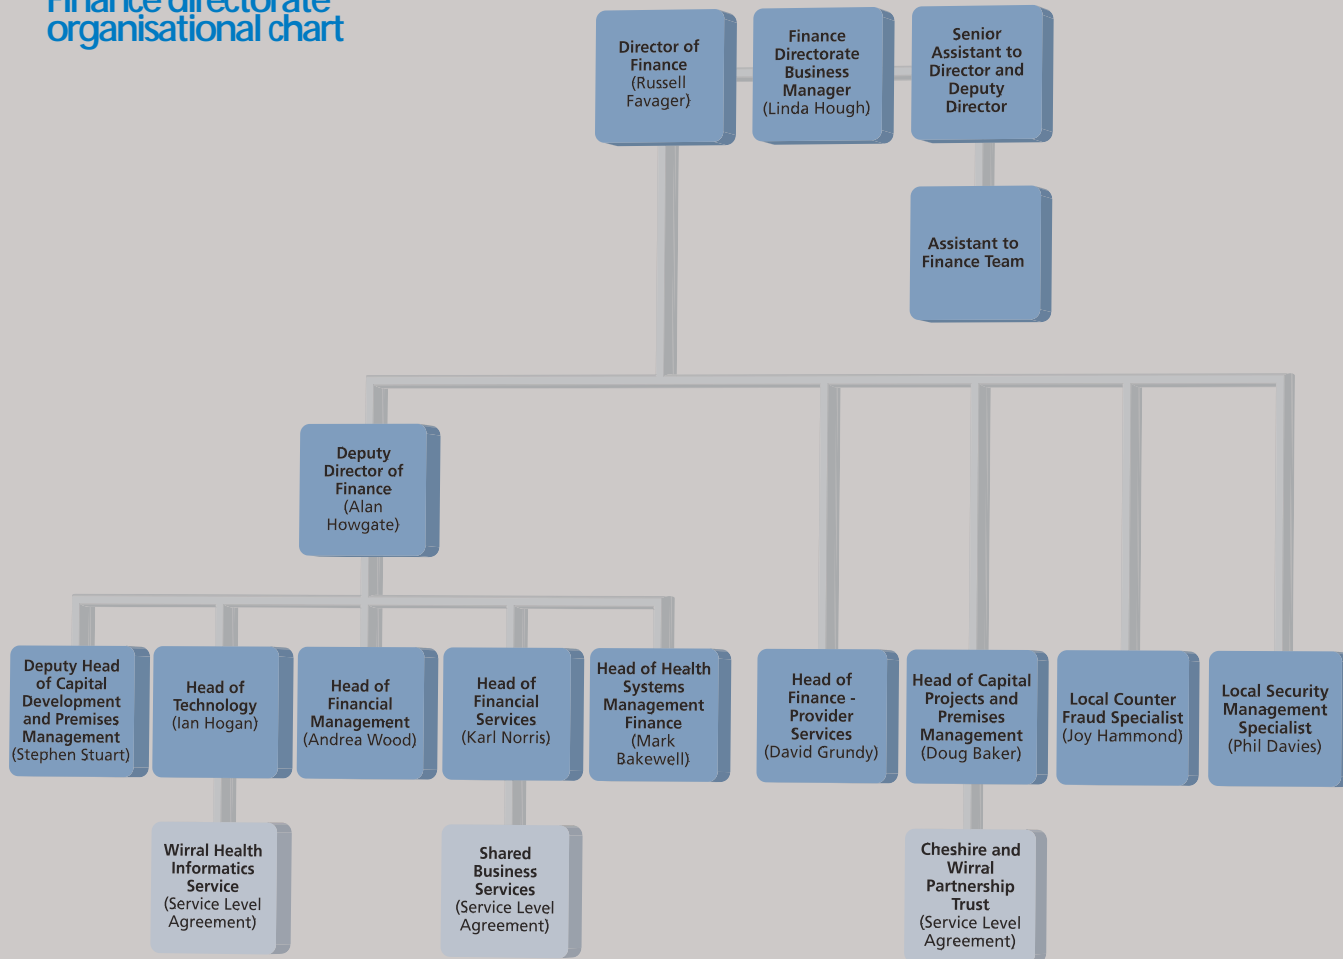 Finance directorate
organisational chart
Director of
Finance
(Russell
Favager)
Finance
Directorate
Business
Manager
(Linda Hough)
Senior
Assistant to
Director and
Deputy
Director
Assistant to
Finance Team
Deputy
Director of
Finance
(Alan
Howgate)
Deputy Head
of Capital
Development
and Premises
Management
(Stephen Stuart)
Head of
Technology
(Ian Hogan)
Head of
Financial
Management
(Andrea Wood)
Head of
Financial
Services
(Karl Norris)
Head of Health
Systems
Management
Finance
(Mark
Bakewell)
Head of
Finance -
Provider
Services
(David Grundy)
Head of Capital
Projects and
Premises
Management
(Doug Baker)
Local Counter
Fraud Specialist
(Joy Hammond)
Local Security
Management
Specialist
(Phil Davies)
Wirral Health
Informatics
Service
(Service Level
Agreement)
Shared
Business
Services
(Service Level
Agreement)
Cheshire and
Wirral
Partnership
Trust
(Service Level
Agreement)